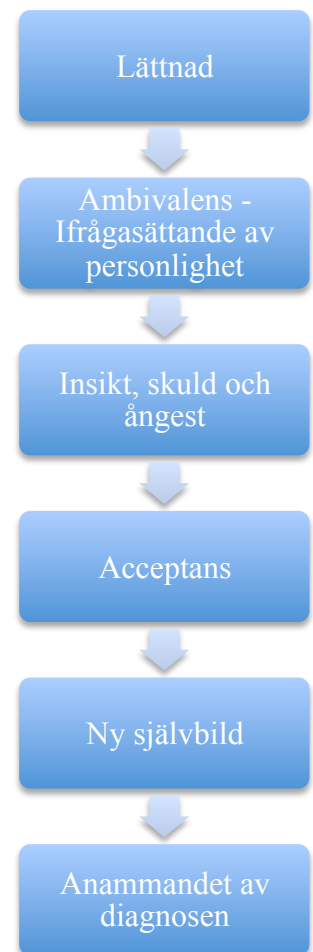 Lättnad
Ambivalens -
Ifrågasättande av
personlighet
Insikt, skuld och
ångest
Acceptans
Ny självbild
Anammandet av
diagnosen